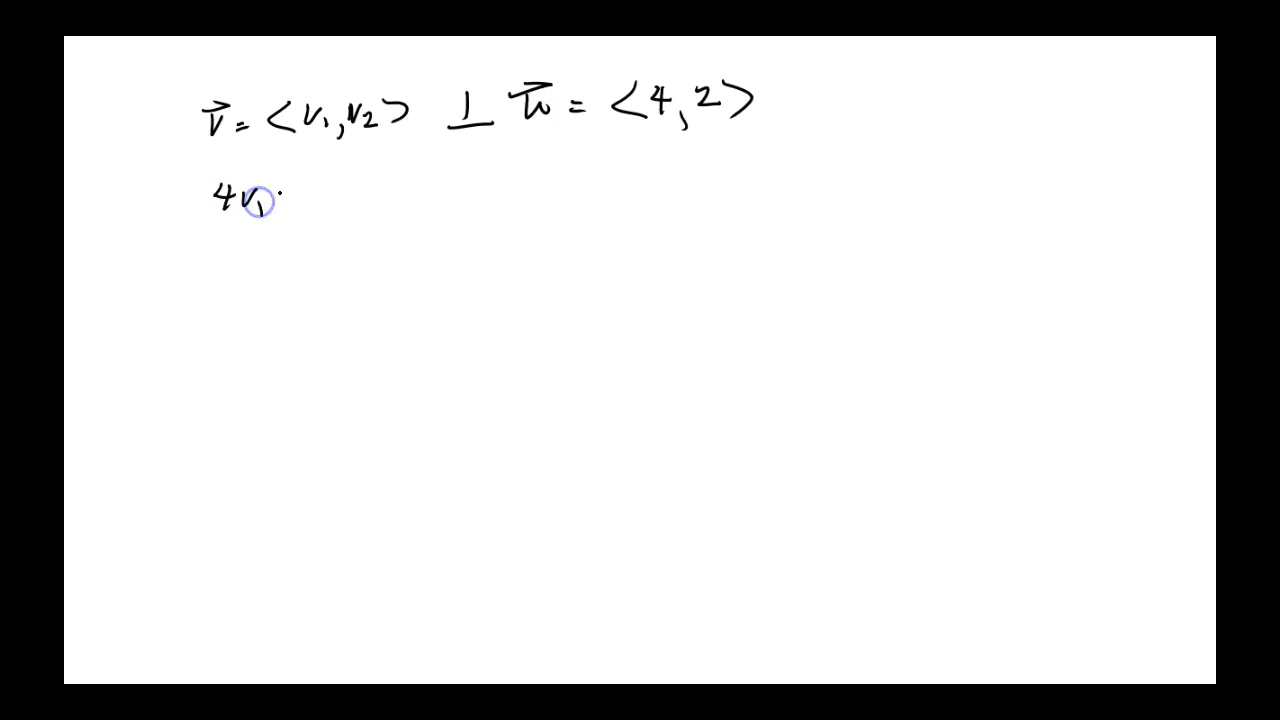 v⃗ = <v₁, v₂> ⊥ w⃗ = <4, 2>
4v₁